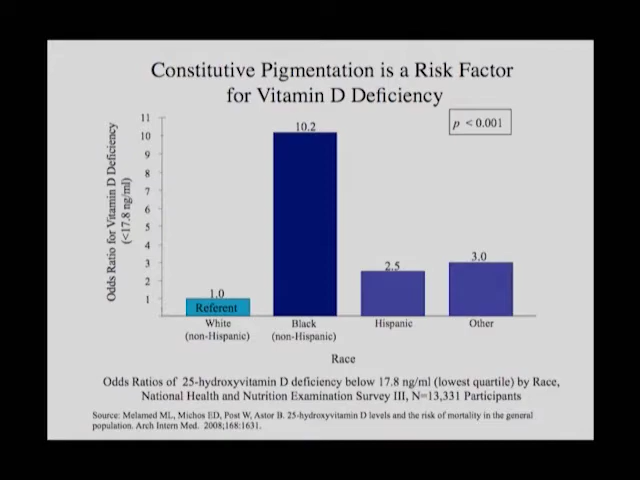 Constitutive Pigmentation is a Risk Factor
for Vitamin D Deficiency
p < 0.001
Odds Ratio for Vitamin D Deficiency
(<17.8 ng/ml)
11
10
9
8
7
6
5
4
3
2
1
1.0
10.2
2.5
3.0
Referent
White
(non-Hispanic)
Black
(non-Hispanic)
Hispanic
Other
Race
Odds Ratios of 25-hydroxyvitamin D deficiency below 17.8 ng/ml (lowest quartile) by Race,
National Health and Nutrition Examination Survey III, N=13,331 Participants
Source: Melamed ML, Michos ED, Post W, Astor B. 25-hydroxyvitamin D levels and the risk of mortality in the general
population. Arch Intern Med. 2008;168:1631.